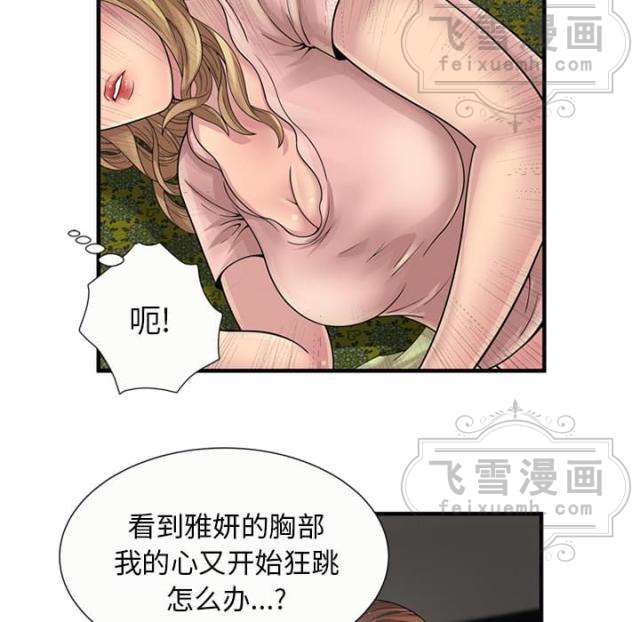 飞雪漫画
feixuemh.com
呃!
飞雪漫画
feixuemh.com
看到雅妍的胸部
我的心又开始狂跳
怎么办...?